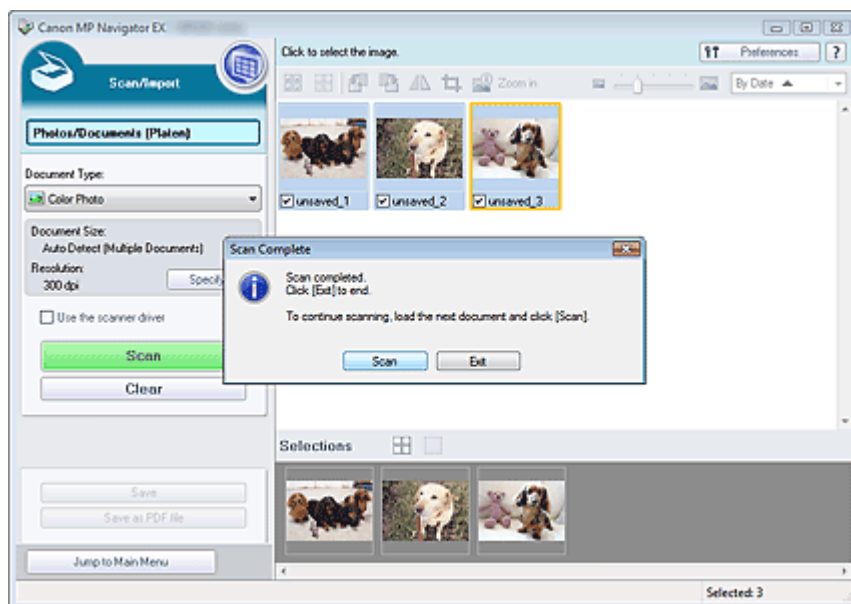 Canon MP Navigator EX
Scan/Import
Click to select the image.
Preferences
?
Zoom in
By Date
Photos/Documents (Platen)
Document Type:
Color Photo
Document Size:
Auto Detect (Multiple Documents)
Resolution:
300 dpi
Specify
Use the scanner driver
Scan
Clear
unsaved_1
unsaved_2
unsaved_3
Scan Complete
Scan completed.
Click [Exit] to end.
To continue scanning, load the next document and click [Scan].
Scan
Exit
Selections
Save
Save as PDF file
Jump to Main Menu
Selected: 3